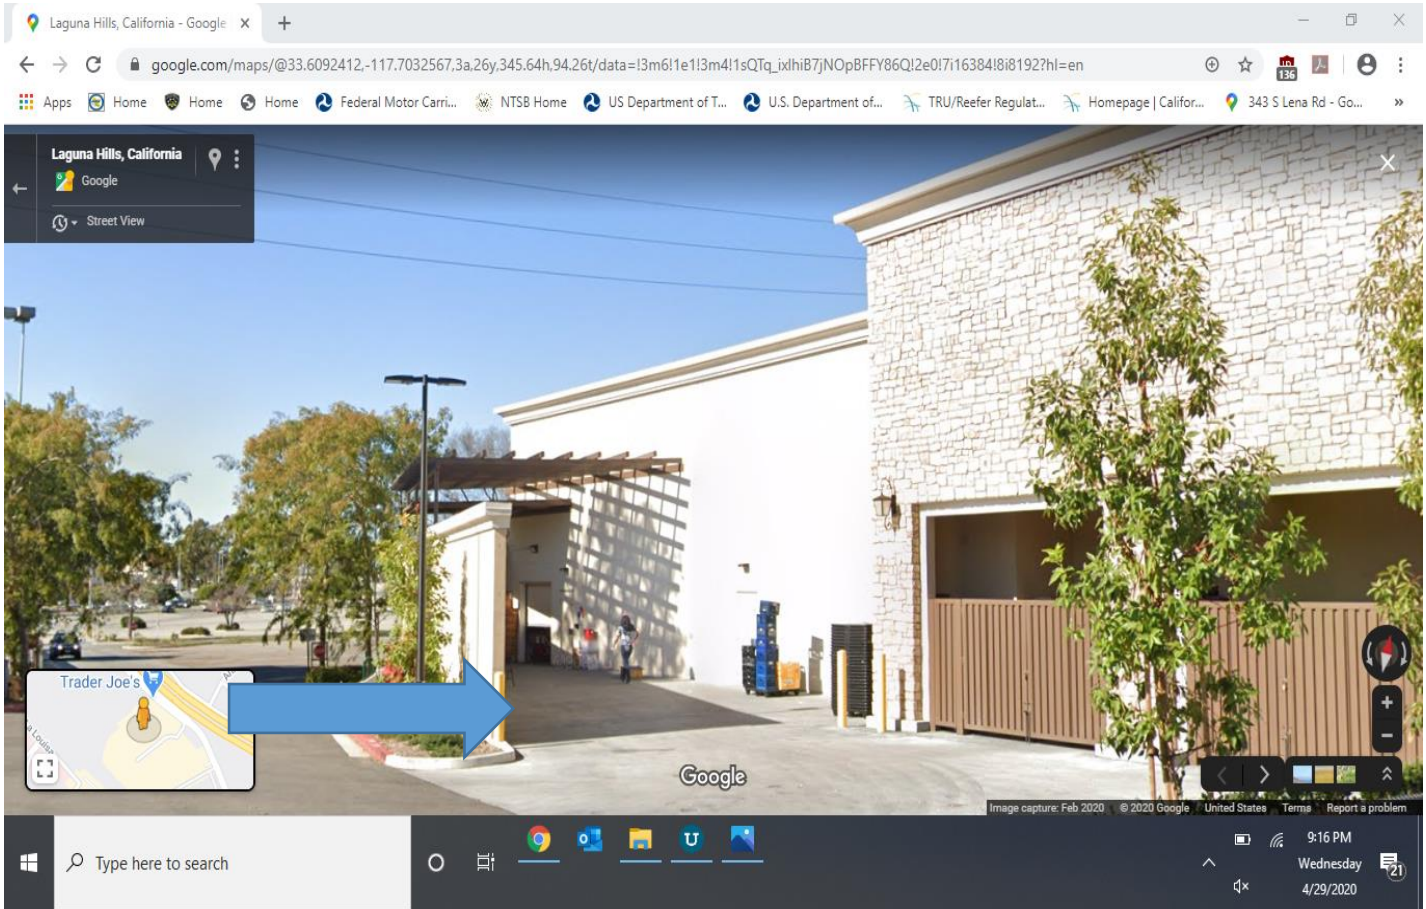 Laguna Hills, California - Google
google.com/maps/@33.6092412,-117.7032567,3a,26y,345.64h,94.26t/data=!3m6!1e1!3m4!1sQTq_ixlhiB7jNOpBFFY86Q!2e0!7i16384!8i8192?hl=en
136
Apps Home Home Home Federal Motor Carri... NTSB Home US Department of T... U.S. Department of... TRU/Reefer Regulat... Homepage | Califor... 343 S Lena Rd - Go... »
Laguna Hills, California
Google
Street View
Trader Joe's
Google
Image capture: Feb 2020 © 2020 Google United States Terms Report a problem
Type here to search
9:16 PM
Wednesday
4/29/2020
21